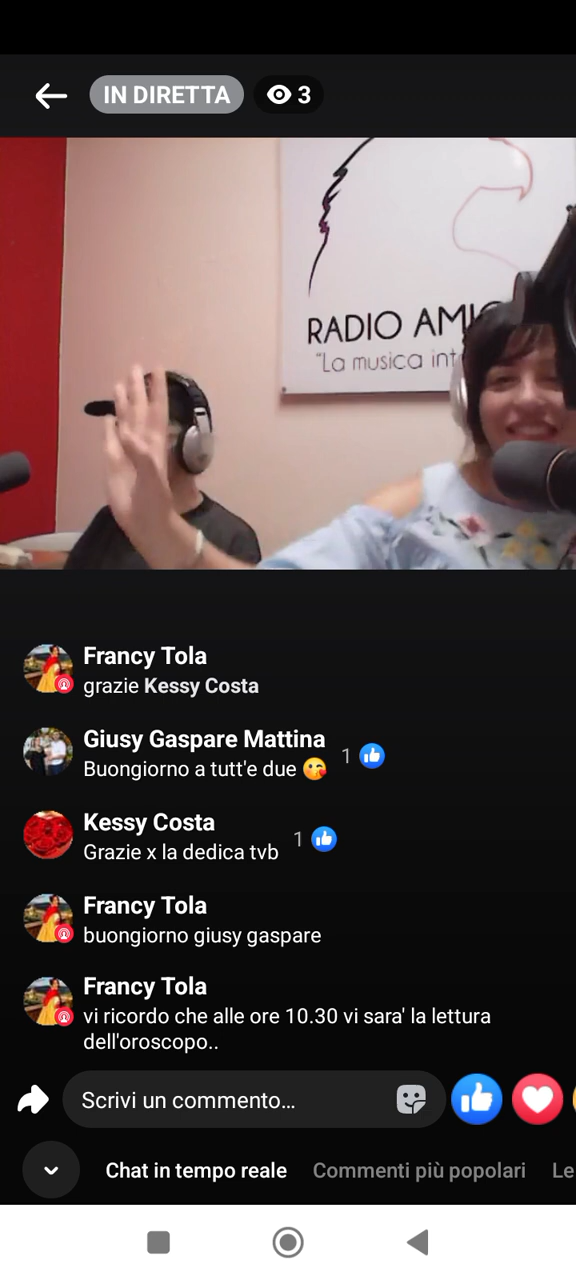 IN DIRETTA
3
RADIO AMIC
"La musica int
Francy Tola
grazie Kessy Costa
Giusy Gaspare Mattina
Buongiorno a tutt'e due 😘
1
Kessy Costa
Grazie x la dedica tvb
1
Francy Tola
buongiorno giusy gaspare
Francy Tola
vi ricordo che alle ore 10.30 vi sara' la lettura
dell'oroscopo..
Scrivi un commento...
Chat in tempo reale
Commenti più popolari
Le